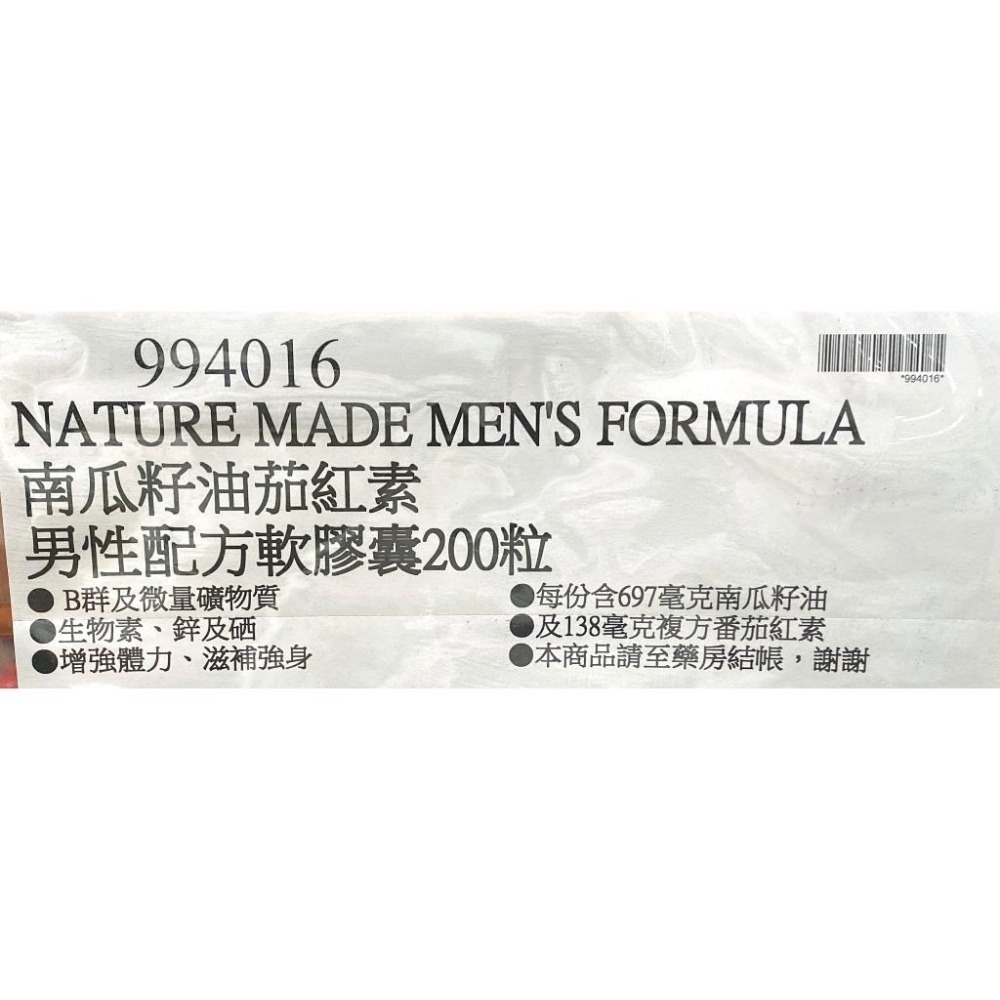 994016
*994016*
NATURE MADE MEN'S FORMULA
南瓜籽油茄紅素
男性配方軟膠囊200粒
● B群及微量礦物質
●生物素、鋅及硒
●增強體力、滋補強身
●每份含697毫克南瓜籽油
●及138毫克複方番茄紅素
●本商品請至藥房結帳，謝謝